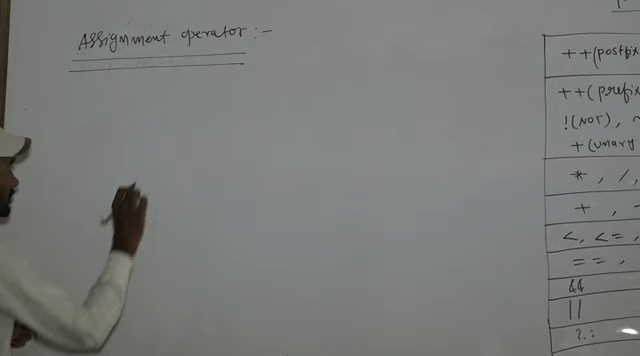 Assignment operator :-
++(postfix
++(prefix
!(NOT), ~
+(unary
*, /,
+, -
<, <=,
==,
&&
||
?: